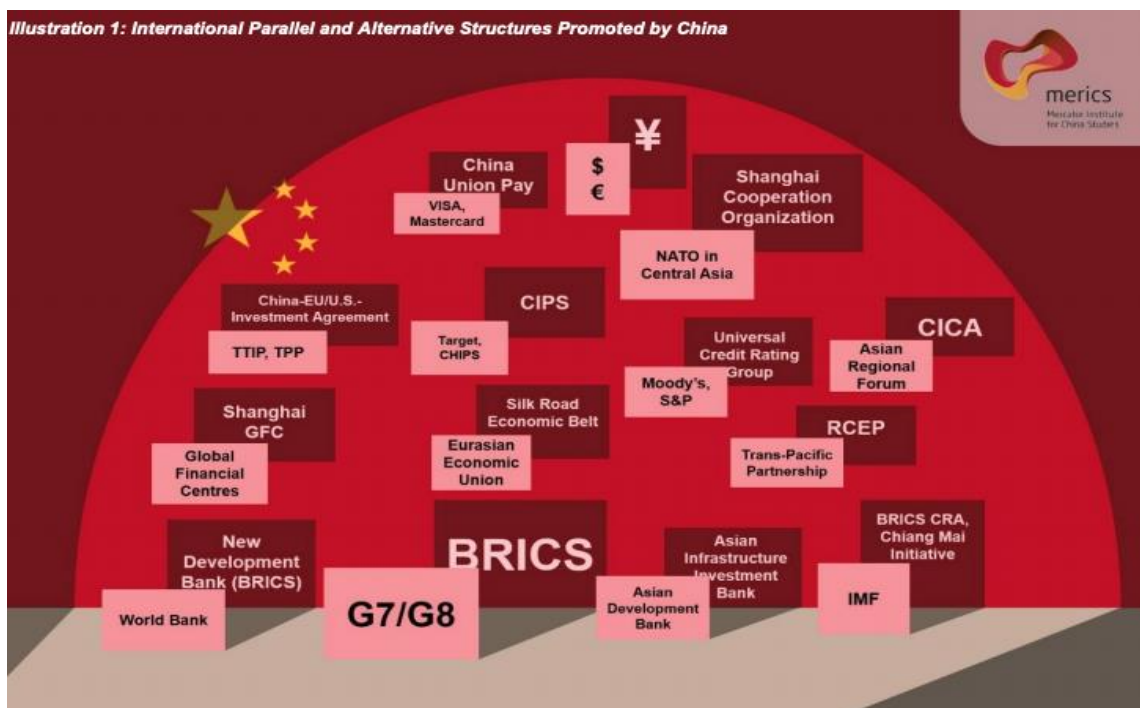 Illustration 1: International Parallel and Alternative Structures Promoted by China
merics
Mercator Institute
for China Studies
¥
$
€
China
Union Pay
VISA,
Mastercard
Shanghai
Cooperation
Organization
NATO in
Central Asia
China-EU/U.S.-
Investment Agreement
TTIP, TPP
CIPS
Target,
CHIPS
Universal
Credit Rating
Group
Moody's,
S&P
CICA
Asian
Regional
Forum
Shanghai
GFC
Global
Financial
Centres
Silk Road
Economic Belt
Eurasian
Economic
Union
RCEP
Trans-Pacific
Partnership
New
Development
Bank (BRICS)
World Bank
BRICS
G7/G8
Asian
Infrastructure
Investment
Bank
Asian
Development
Bank
BRICS CRA,
Chiang Mai
Initiative
IMF